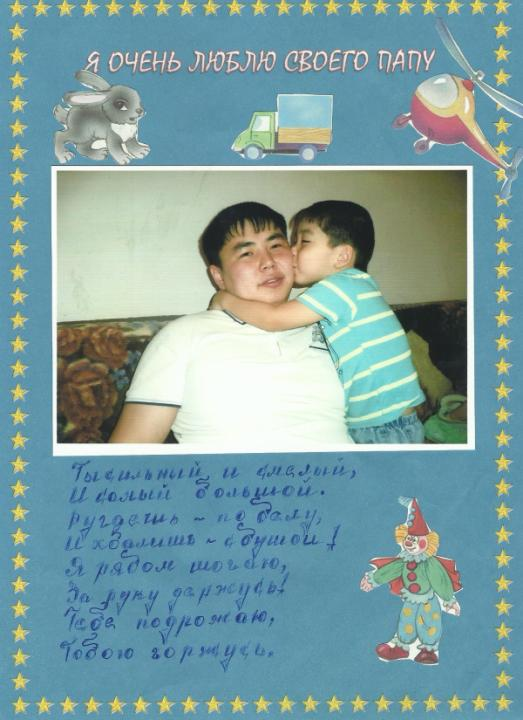 Я ОЧЕНЬ ЛЮБЛЮ СВОЕГО ПАПУ
Ты сильный и смелый,
И самый большой.
Ругаешь - по делу,
И хвалишь - с душой!
Я рядом шагаю,
За руку держусь!
Тебе подрожаю,
Тобою горжусь.